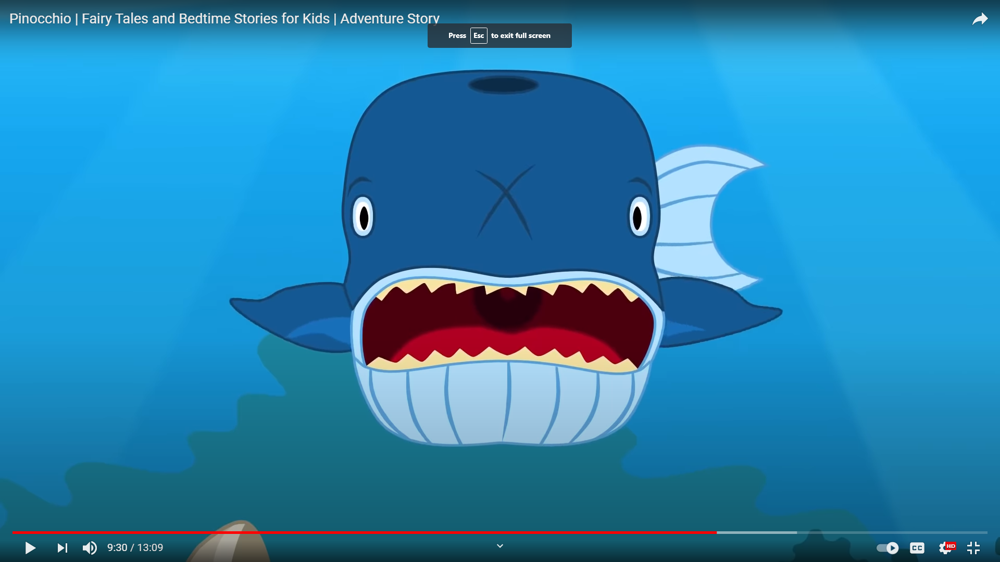 Pinocchio | Fairy Tales and Bedtime Stories for Kids | Adventure Story
Press Esc to exit full screen
9:30 / 13:09
CC
HD